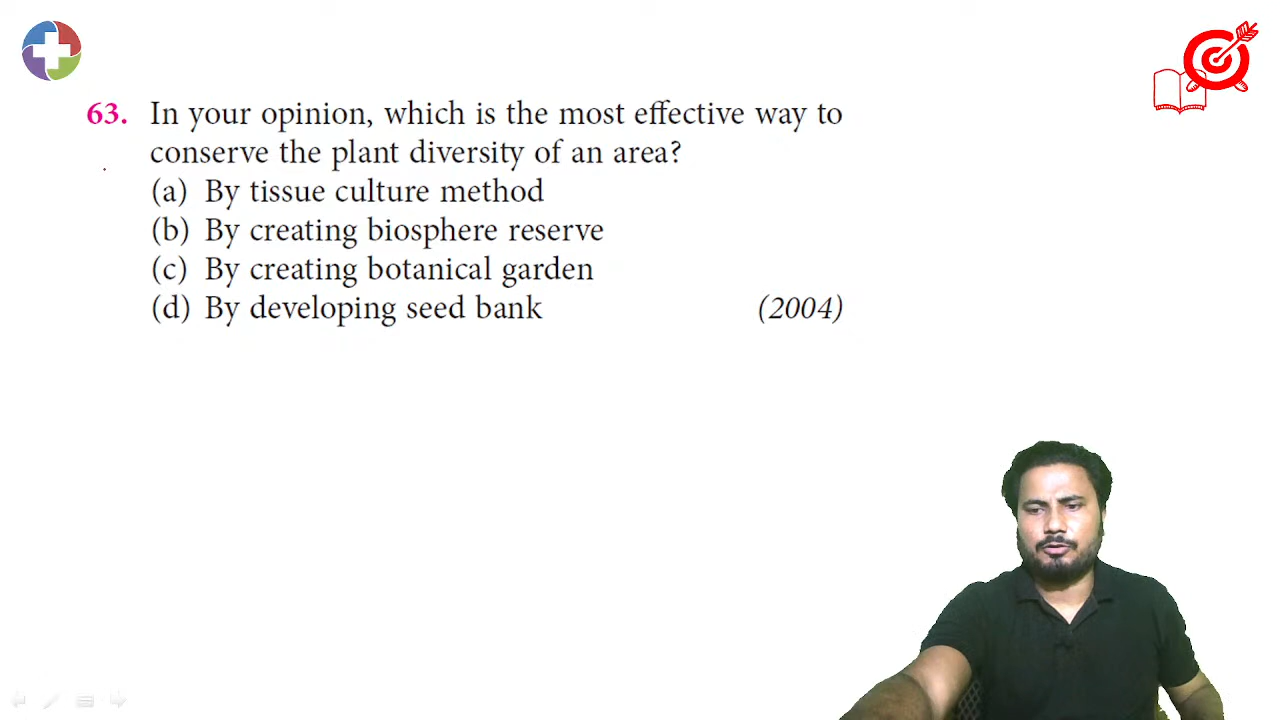 63. In your opinion, which is the most effective way to
conserve the plant diversity of an area?
(a) By tissue culture method
(b) By creating biosphere reserve
(c) By creating botanical garden
(d) By developing seed bank (2004)